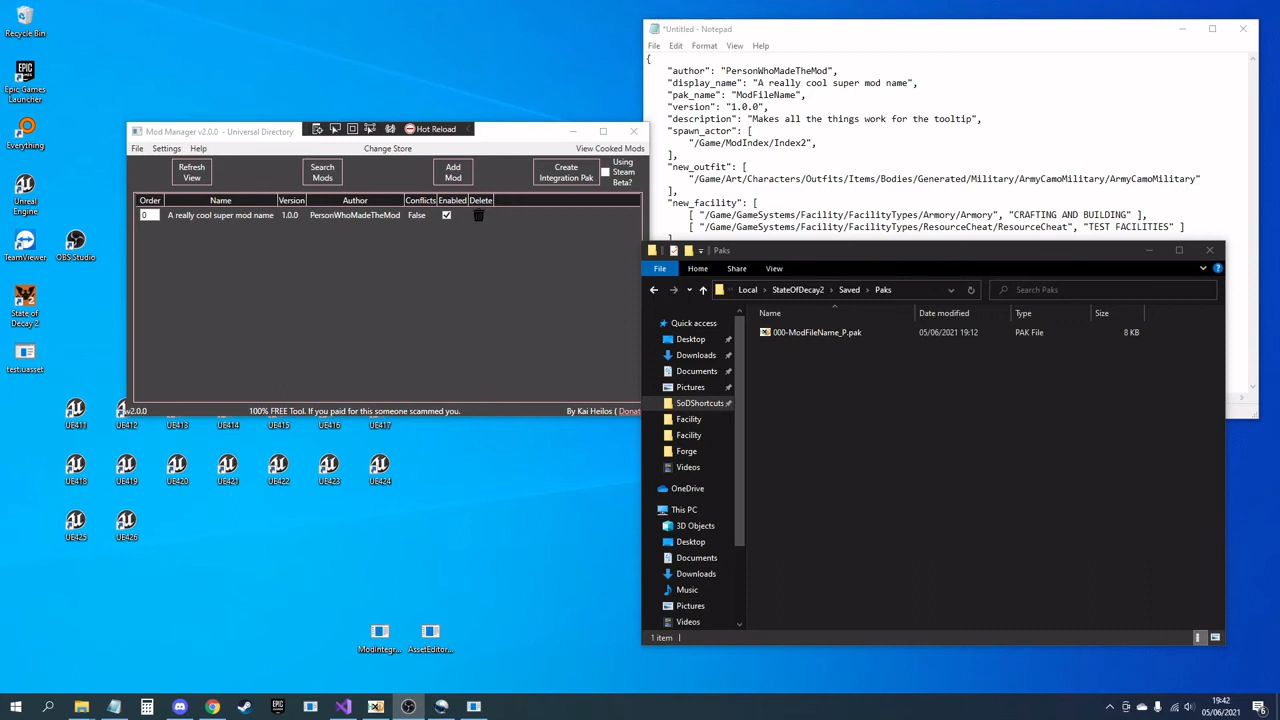 Recycle Bin
Epic Games
Launcher
Everything
Unreal
Engine
TeamViewer
OBS Studio
State of
Decay 2
test.uasset
UE411
UE413
UE414
UE415
UE416
UE417
UE418
UE419
UE420
UE421
UE422
UE423
UE424
UE425
UE426
ModIntegr...
AssetEditor...
Mod Manager v2.0.0 - Universal Directory
Hot Reload
File Settings Help Change Store View Cooked Mods
Refresh
View
Search
Mods
Add
Mod
Create
Integration Pak
Using
Steam
Beta?
Order Name Version Author Conflicts Enabled Delete
0 A really cool super mod name 1.0.0 PersonWhoMadeTheMod False
v2.0.0 100% FREE Tool. If you paid for this someone scammed you. By Kai Heilos ( Donat
*Untitled - Notepad
File Edit Format View Help
{
"author": "PersonWhoMadeTheMod",
"display_name": "A really cool super mod name",
"pak_name": "ModFileName",
"version": "1.0.0",
"description": "Makes all the things work for the tooltip",
"spawn_actor": [
"/Game/ModIndex/Index2",
],
"new_outfit": [
"/Game/Art/Characters/Outfits/Items/Bodies/Generated/Military/ArmyCamoMilitary/ArmyCamoMilitary"
],
"new_facility": [
[ "/Game/GameSystems/Facility/FacilityTypes/Armory/Armory", "CRAFTING AND BUILDING" ],
[ "/Game/GameSystems/Facility/FacilityTypes/ResourceCheat/ResourceCheat", "TEST FACILITIES" ]
Paks
File Home Share View
Local StateOfDecay2 Saved Paks
Search Paks
Name Date modified Type Size
000-ModFileName_P.pak 05/06/2021 19:12 PAK File 8 KB
Quick access
Desktop
Downloads
Documents
Pictures
SoDShortcuts
Facility
Facility
Forge
Videos
OneDrive
This PC
3D Objects
Desktop
Documents
Downloads
Music
Pictures
Videos
1 item
19:42
05/06/2021
6